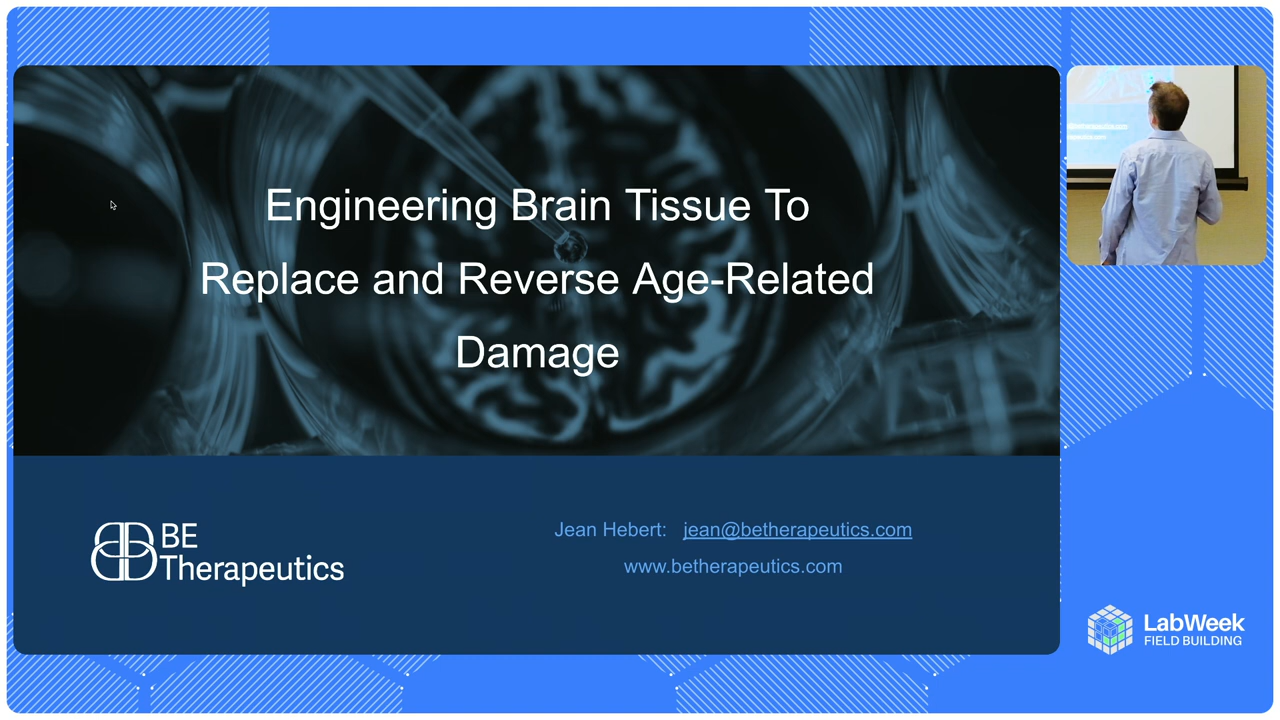 Engineering Brain Tissue To
Replace and Reverse Age-Related
Damage
BE
Therapeutics
Jean Hebert: jean@betherapeutics.com
www.betherapeutics.com
LabWeek
FIELD BUILDING